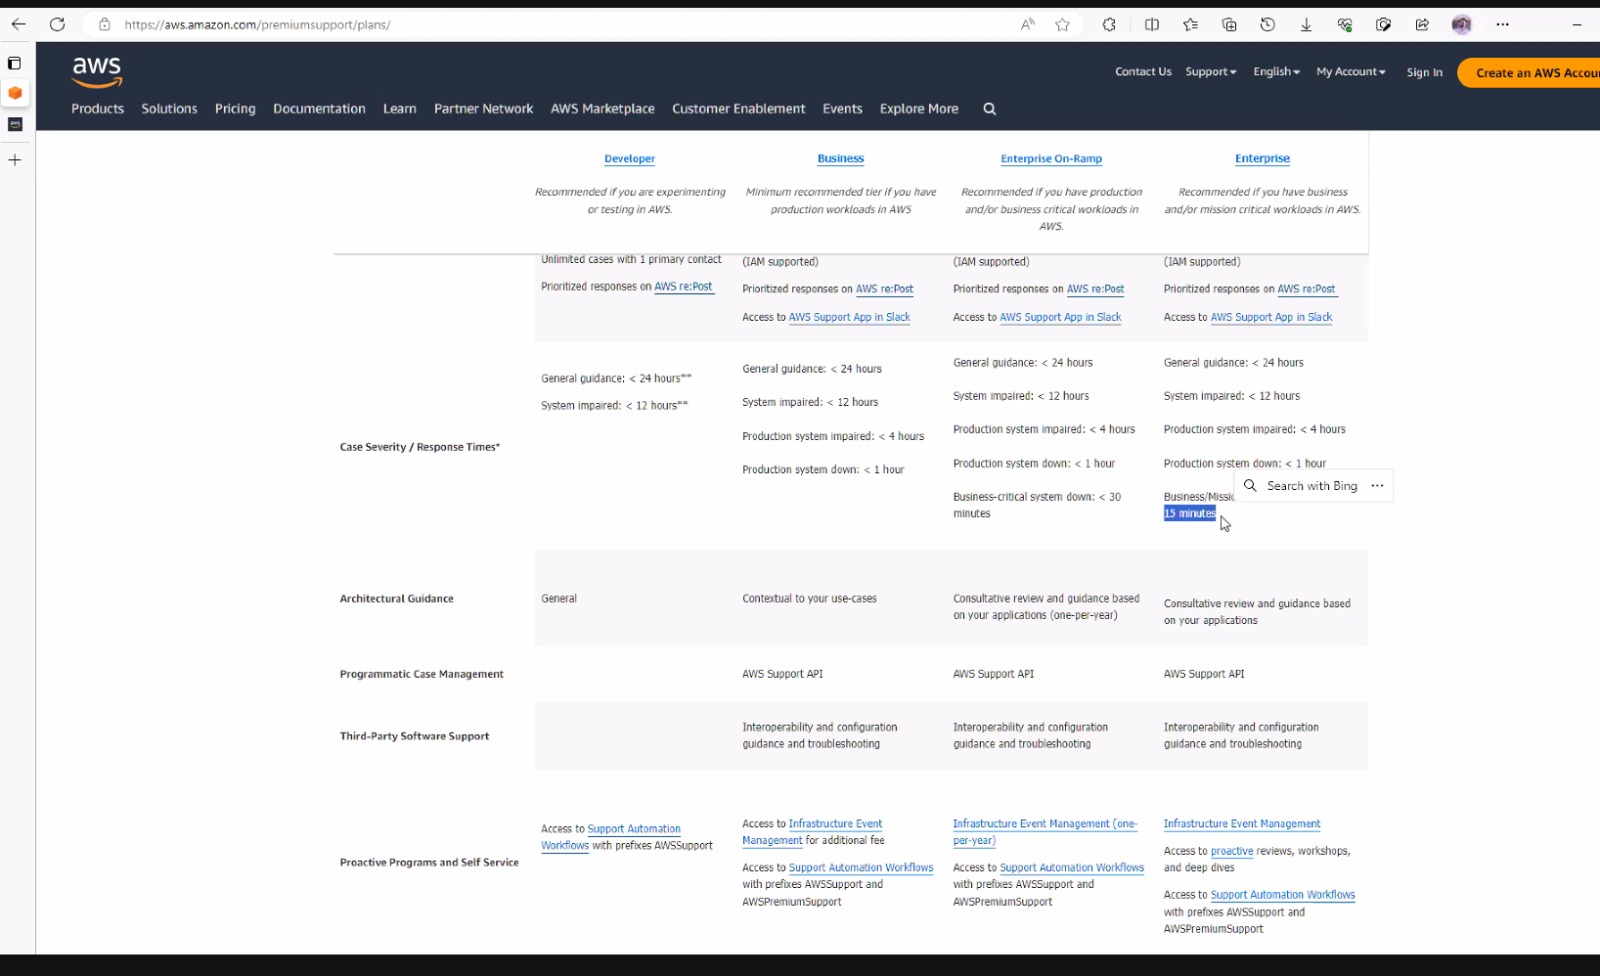 https://aws.amazon.com/premiumsupport/plans/
aws
Contact Us Support English My Account Sign In Create an AWS Accou
Products Solutions Pricing Documentation Learn Partner Network AWS Marketplace Customer Enablement Events Explore More
Developer Business Enterprise On-Ramp Enterprise
Recommended if you are experimenting Minimum recommended tier if you have Recommended if you have production Recommended if you have business
or testing in AWS. production workloads in AWS and/or business critical workloads in and/or mission critical workloads in AWS.
AWS.
Unlimited cases with 1 primary contact (IAM supported) (IAM supported) (IAM supported)
Prioritized responses on AWS re:Post Prioritized responses on AWS re:Post Prioritized responses on AWS re:Post Prioritized responses on AWS re:Post
Access to AWS Support App in Slack Access to AWS Support App in Slack Access to AWS Support App in Slack
Case Severity / Response Times*
General guidance: < 24 hours**
System impaired: < 12 hours**
General guidance: < 24 hours
System impaired: < 12 hours
Production system impaired: < 4 hours
Production system down: < 1 hour
General guidance: < 24 hours
System impaired: < 12 hours
Production system impaired: < 4 hours
Production system down: < 1 hour
Business-critical system down: < 30
minutes
General guidance: < 24 hours
System impaired: < 12 hours
Production system impaired: < 4 hours
Production system down: < 1 hour
Business/Missic
15 minutes
Search with Bing
Architectural Guidance
General
Contextual to your use-cases
Consultative review and guidance based
on your applications (one-per-year)
Consultative review and guidance based
on your applications
Programmatic Case Management AWS Support API AWS Support API AWS Support API
Third-Party Software Support
Interoperability and configuration
guidance and troubleshooting
Interoperability and configuration
guidance and troubleshooting
Interoperability and configuration
guidance and troubleshooting
Proactive Programs and Self Service
Access to Support Automation
Workflows with prefixes AWSSupport
Access to Infrastructure Event
Management for additional fee
Access to Support Automation Workflows
with prefixes AWSSupport and
AWSPremiumSupport
Infrastructure Event Management (one-
per-year)
Access to Support Automation Workflows
with prefixes AWSSupport and
AWSPremiumSupport
Infrastructure Event Management
Access to proactive reviews, workshops,
and deep dives
Access to Support Automation Workflows
with prefixes AWSSupport and
AWSPremiumSupport